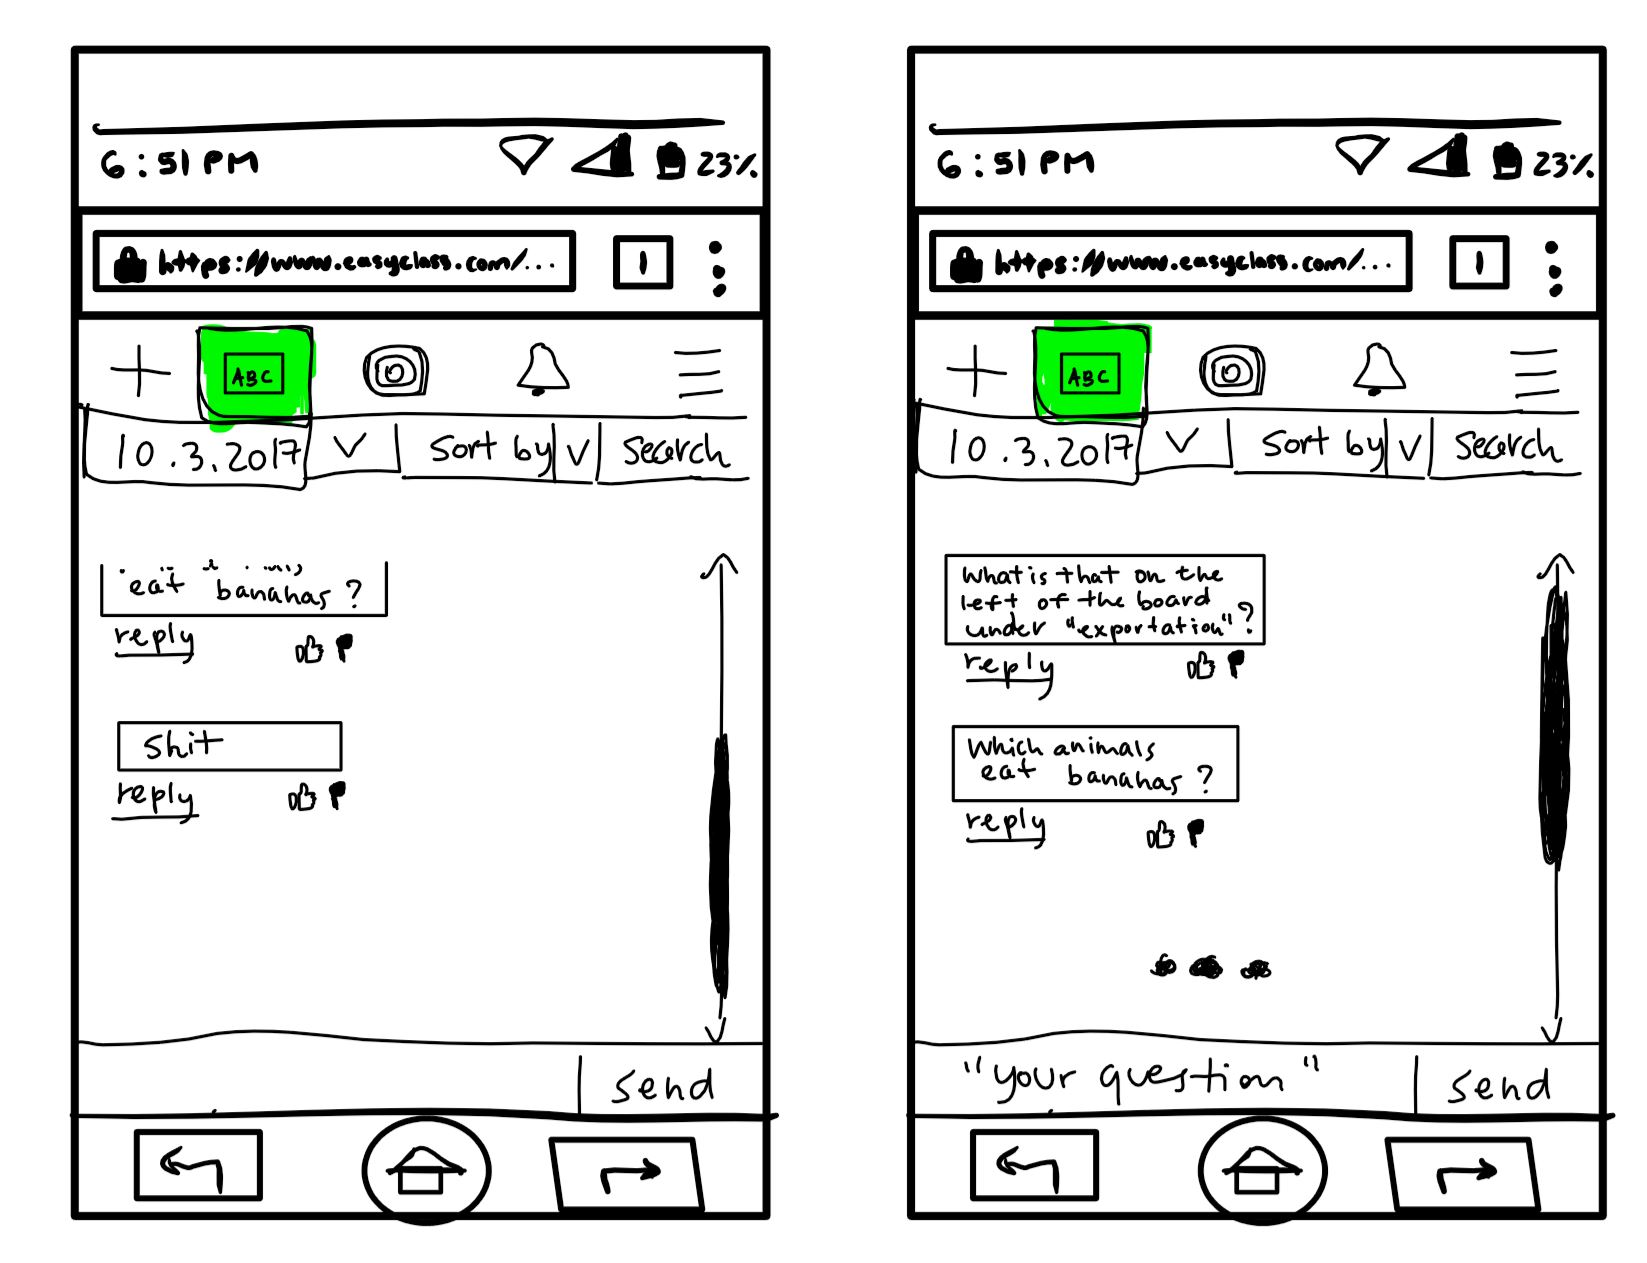 6:51 PM 23%
https://www.easyclass.com/... 1
ABC
10.3.2017 V Sort by V Search
eat bananas ?
reply
shit
reply
send
6:51 PM 23%
https://www.easyclass.com/... 1
ABC
10.3.2017 V Sort by V Search
What is that on the
left of the board
under "exportation"?
reply
Which animals
eat bananas ?
reply
"your question" send